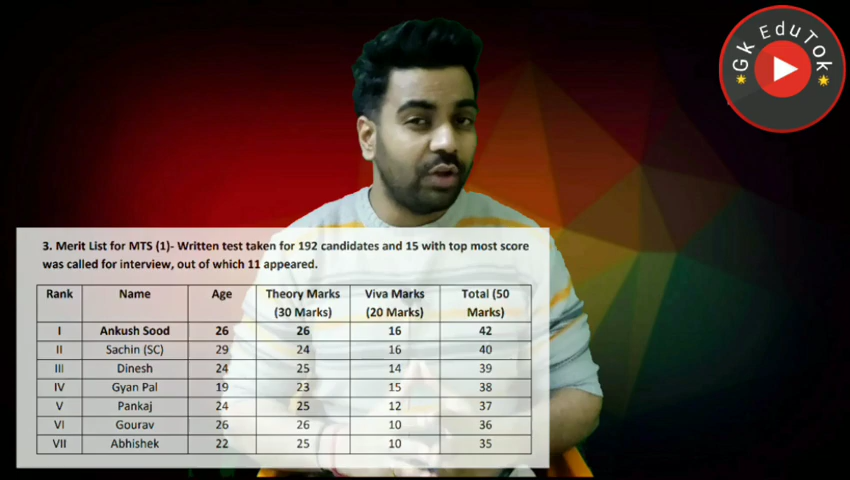 Gk EduTok
3. Merit List for MTS (1)- Written test taken for 192 candidates and 15 with top most score
was called for interview, out of which 11 appeared.
Rank Name Age Theory Marks (30 Marks) Viva Marks (20 Marks) Total (50 Marks)
I Ankush Sood 26 26 16 42
II Sachin (SC) 29 24 16 40
III Dinesh 24 25 14 39
IV Gyan Pal 19 23 15 38
V Pankaj 24 25 12 37
VI Gourav 26 26 10 36
VII Abhishek 22 25 10 35